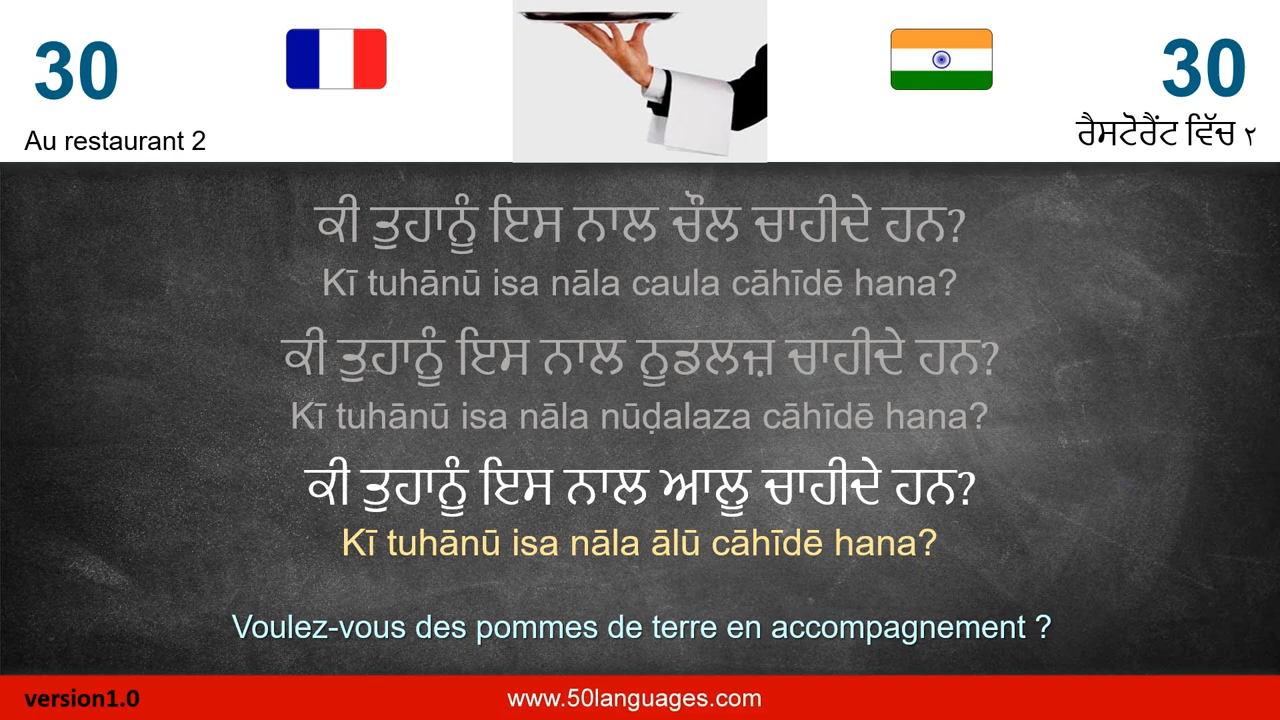 30
30
Au restaurant 2
ਰੈਸਟੋਰੈਂਟ ਵਿੱਚ ੨
ਕੀ ਤੁਹਾਨੂੰ ਇਸ ਨਾਲ ਚੌਲ ਚਾਹੀਦੇ ਹਨ?
Kī tuhānū isa nāla caula cāhīdē hana?
ਕੀ ਤੁਹਾਨੂੰ ਇਸ ਨਾਲ ਨੂਡਲਜ਼ ਚਾਹੀਦੇ ਹਨ?
Kī tuhānū isa nāla nūḍalaza cāhīdē hana?
ਕੀ ਤੁਹਾਨੂੰ ਇਸ ਨਾਲ ਆਲੂ ਚਾਹੀਦੇ ਹਨ?
Kī tuhānū isa nāla ālū cāhīdē hana?
Voulez-vous des pommes de terre en accompagnement ?
version1.0
www.50languages.com